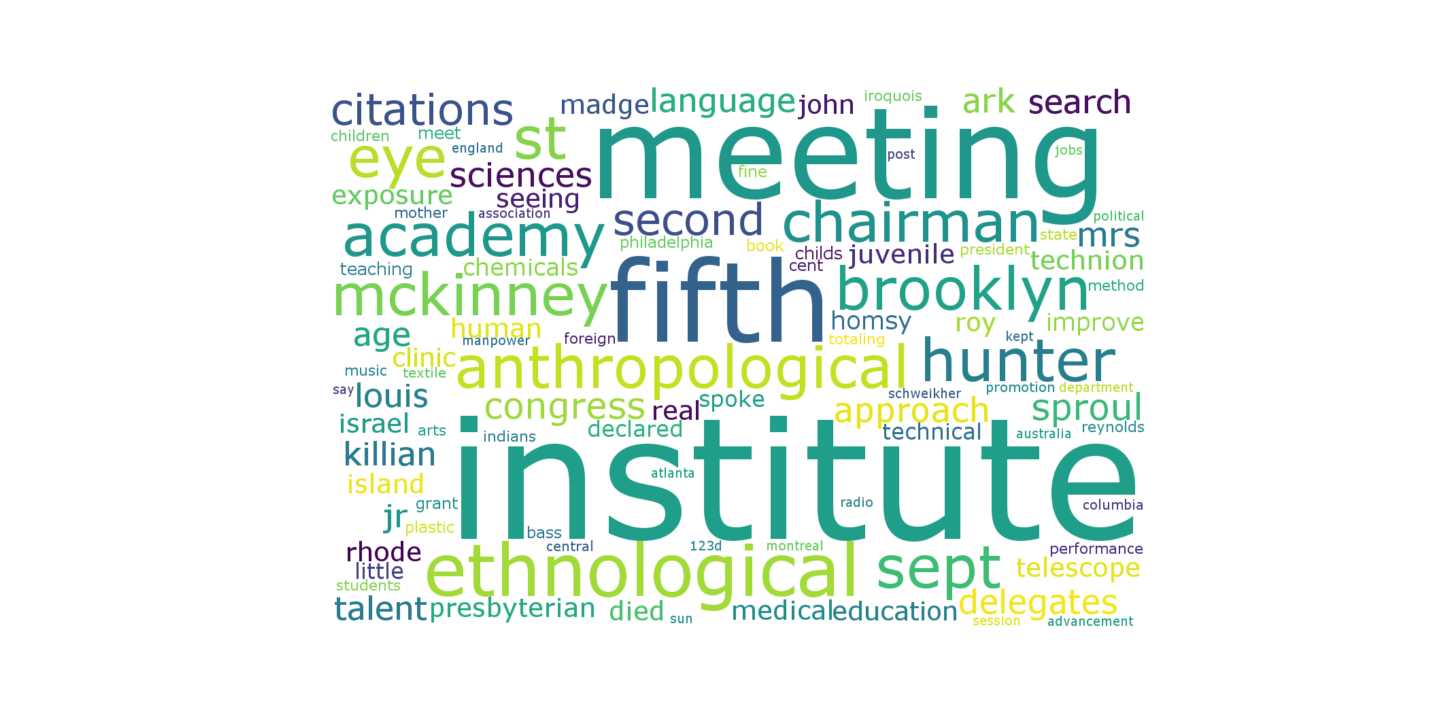 citations
madge
language
john
iroquois
ark
search
children
meet
england
st
meeting
post
jobs
eye
sciences
fine
exposure
seeing
mother
association
second
chairman
political
academy
philadelphia
book
childs
juvenile
president
state
mrs
teaching
chemicals
cent
technion
mckinney
fifth
brooklyn
method
age
human
manpower
foreign
homsy
totaling
roy
kept
improve
clinic
anthropological
hunter
music
textile
say
louis
congress
real
spoke
approach
schweikher
promotion
department
sproul
israel
arts
indians
declared
technical
australia
reynolds
killian
institute
atlanta
island
grant
radio
columbia
jr
plastic
bass
rhode
central
123d
montreal
performance
little
ethnological
sept
telescope
students
talent
presbyterian
died
sun
medical
education
delegates
session
advancement